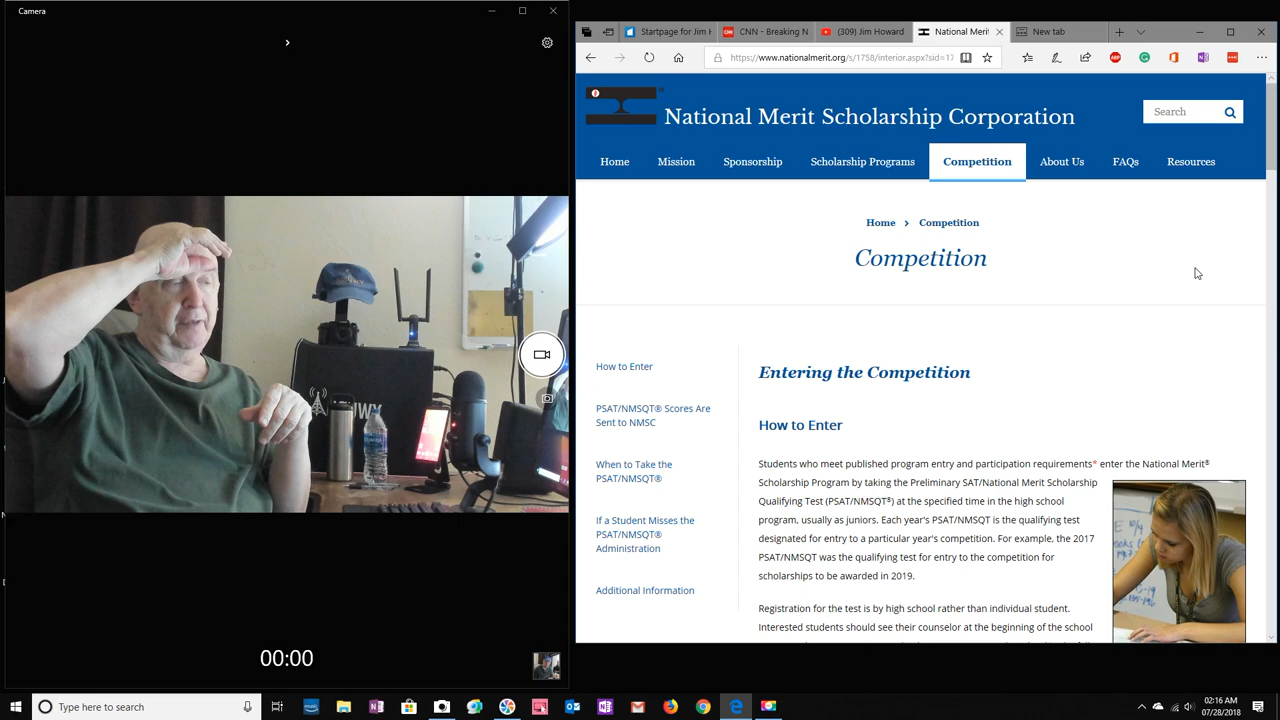 Camera
Startpage for Jim H
CNN - Breaking N
(309) Jim Howard
National Merit
New tab
https://www.nationalmerit.org/s/1758/interior.aspx?sid=17
ABP
National Merit Scholarship Corporation
Search
Home
Mission
Sponsorship
Scholarship Programs
Competition
About Us
FAQs
Resources
Home > Competition
Competition
How to Enter
PSAT/NMSQT® Scores Are
Sent to NMSC
When to Take the
PSAT/NMSQT®
If a Student Misses the
PSAT/NMSQT®
Administration
Additional Information
Entering the Competition
How to Enter
Students who meet published program entry and participation requirements* enter the National Merit®
Scholarship Program by taking the Preliminary SAT/National Merit Scholarship
Qualifying Test (PSAT/NMSQT®) at the specified time in the high school
program, usually as juniors. Each year's PSAT/NMSQT is the qualifying test
designated for entry to a particular year's competition. For example, the 2017
PSAT/NMSQT was the qualifying test for entry to the competition for
scholarships to be awarded in 2019.
Registration for the test is by high school rather than individual student.
Interested students should see their counselor at the beginning of the school
00:00
Type here to search
music
02:16 AM
07/28/2018